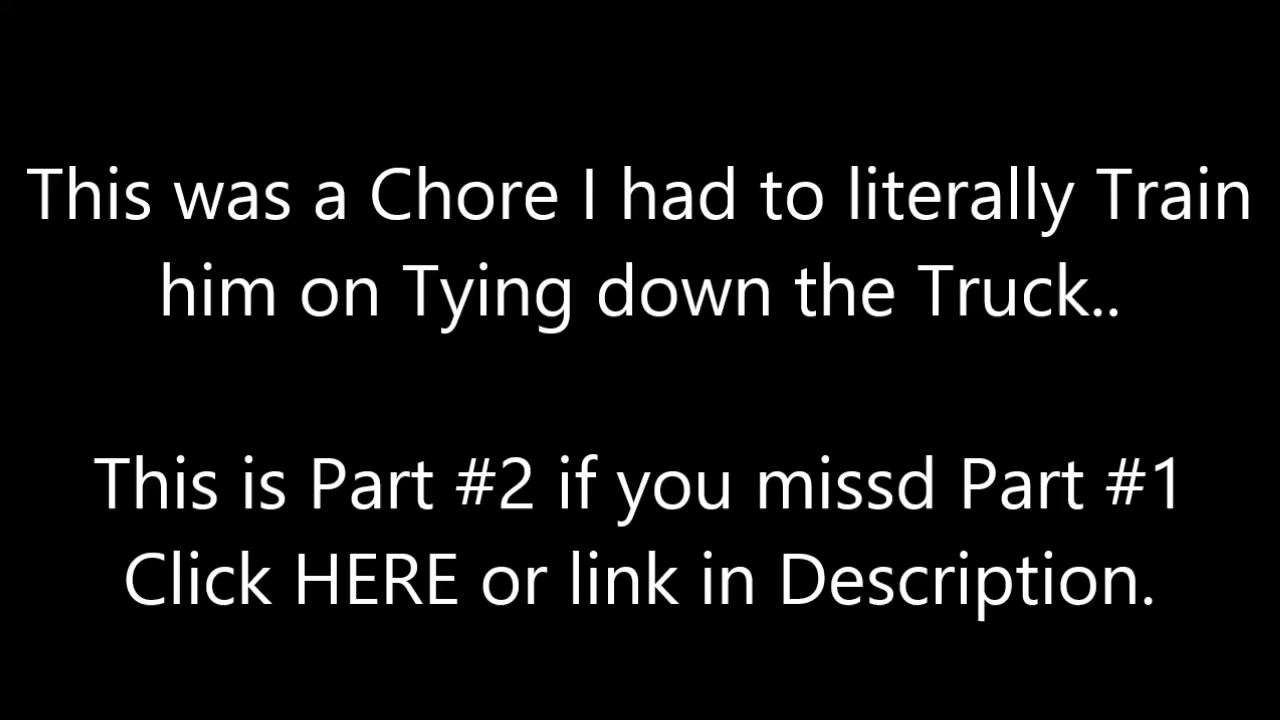 This was a Chore I had to literally Train
him on Tying down the Truck..
This is Part #2 if you missd Part #1
Click HERE or link in Description.